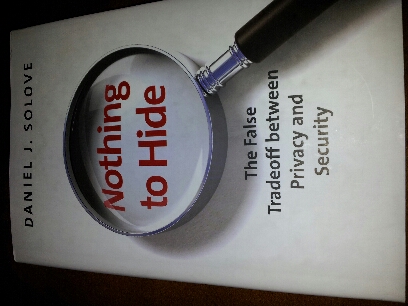 DANIEL J. SOLOVE
Nothing
to Hide
The False
Tradeoff between
Privacy and
Security